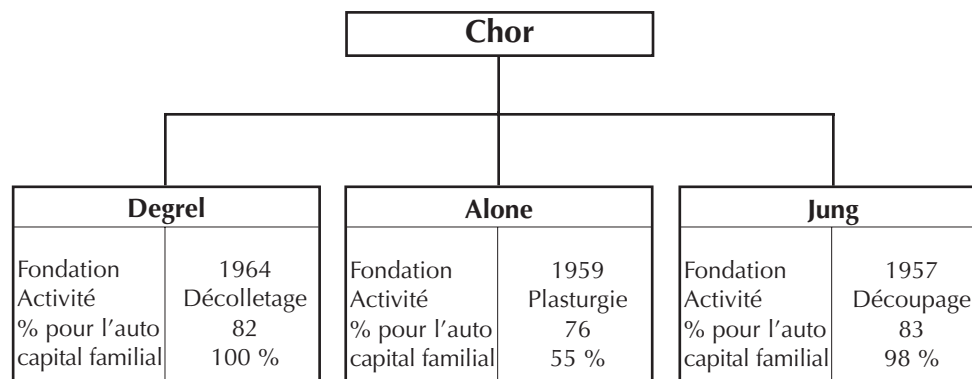 Chor
Degrel
Fondation 1964
Activité Décolletage
% pour l'auto 82
capital familial 100 %
Alone
Fondation 1959
Activité Plasturgie
% pour l'auto 76
capital familial 55 %
Jung
Fondation 1957
Activité Découpage
% pour l'auto 83
capital familial 98 %